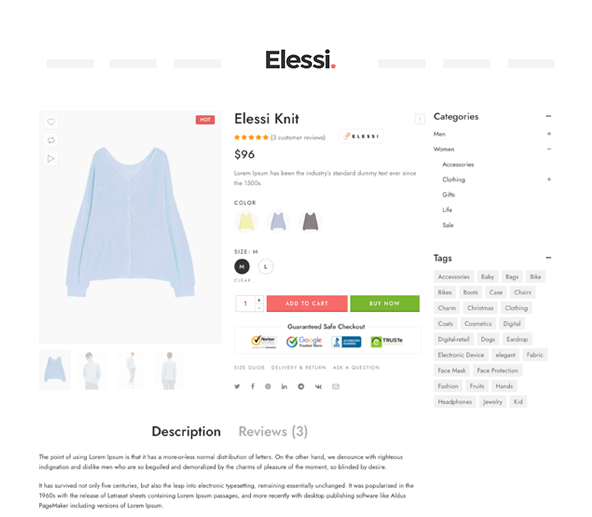 Elessi.
HOT
Elessi Knit
(3 customer reviews)
ELESSI
$96
Lorem Ipsum has been the industry's standard dummy text ever since
the 1500s.
COLOR
SIZE: M
M L
CLEAR
1 + - ADD TO CART BUY NOW
Guaranteed Safe Checkout
Norton Google Trusted Store ACCREDITED BUSINESS TRUSTe
SIZE GUIDE DELIVERY & RETURN ASK A QUESTION
Categories −
Men +
Women −
Accessories
Clothing +
Gifts
Life
Sale
Tags −
Accessories Baby Bags Bike
Bikes Boots Case Chairs
Charm Christmas Clothing
Coats Cosmetics Digital
Digital-retail Dogs Eardrop
Electronic Device elegant Fabric
Face Mask Face Protection
Fashion Fruits Hands
Headphones Jewelry Kid
Description Reviews (3)
The point of using Lorem Ipsum is that it has a more-or-less normal distribution of letters. On the other hand, we denounce with righteous
indignation and dislike men who are so beguiled and demoralized by the charms of pleasure of the moment, so blinded by desire.
It has survived not only five centuries, but also the leap into electronic typesetting, remaining essentially unchanged. It was popularised in the
1960s with the release of Letraset sheets containing Lorem Ipsum passages, and more recently with desktop publishing software like Aldus
PageMaker including versions of Lorem Ipsum.